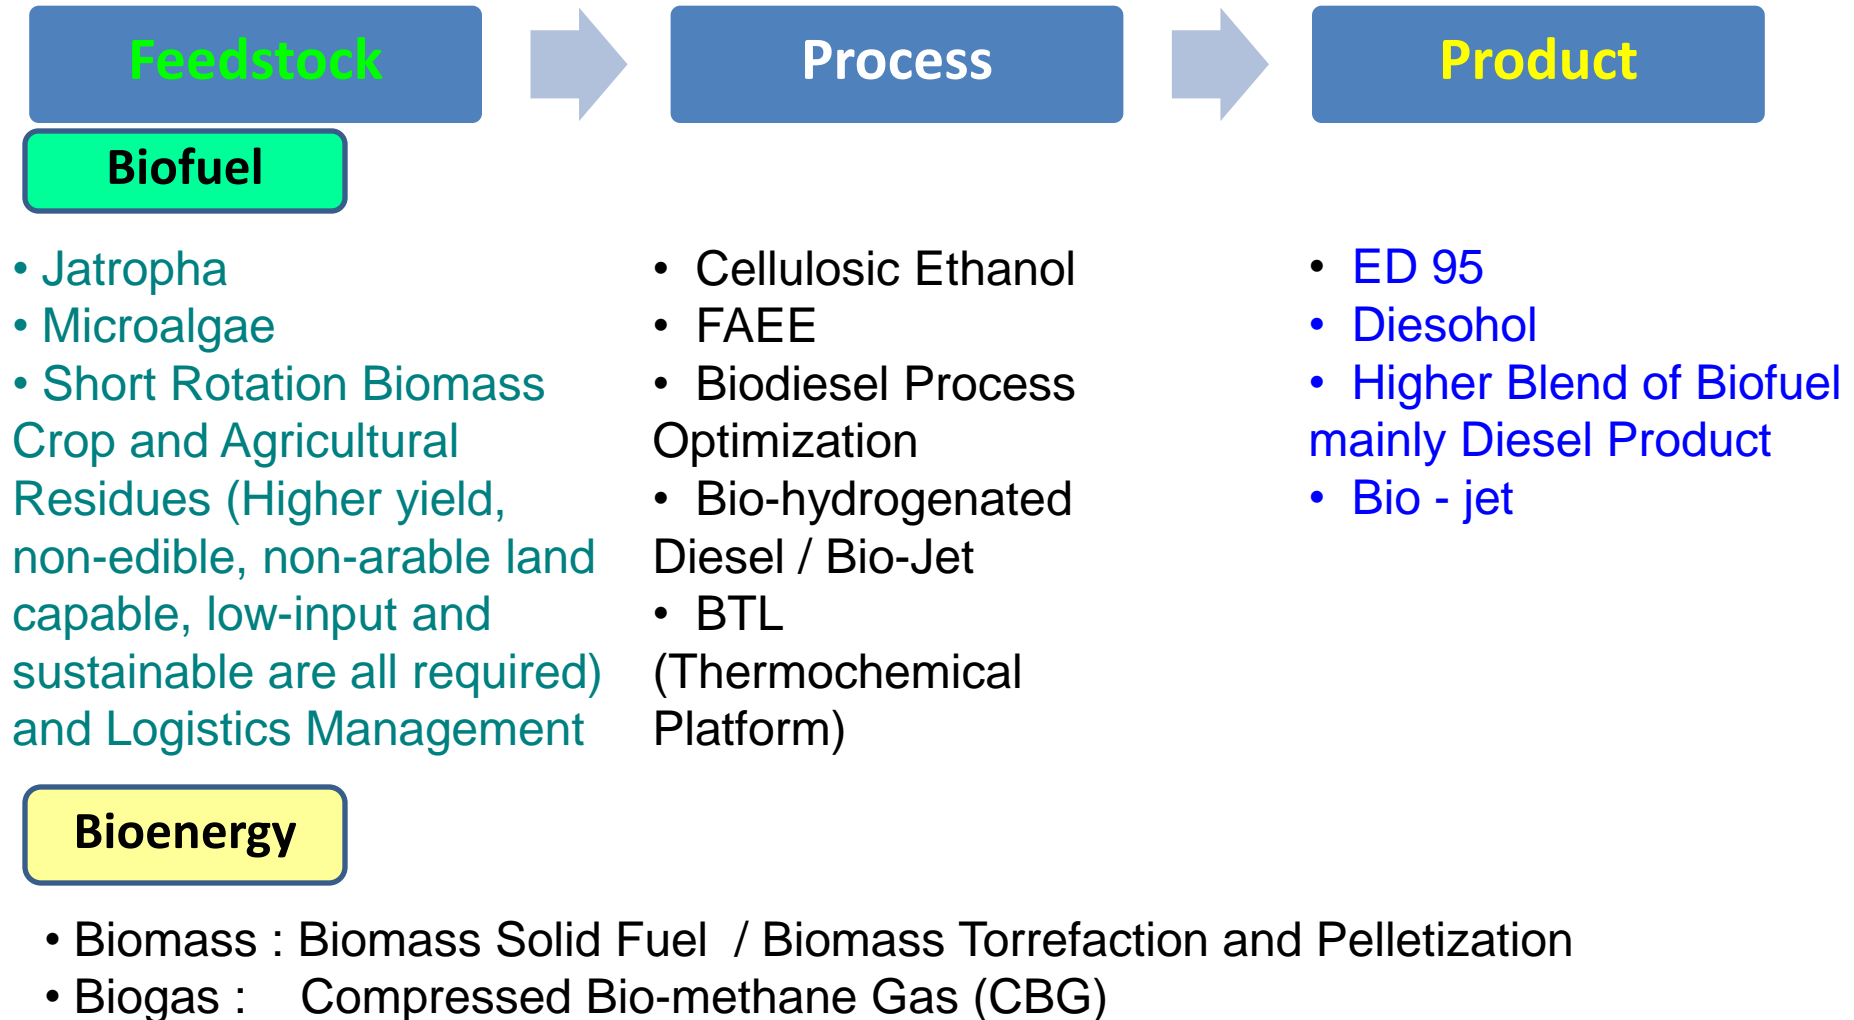 Feedstock
Process
Product
Biofuel
• Jatropha
• Microalgae
• Short Rotation Biomass
Crop and Agricultural
Residues (Higher yield,
non-edible, non-arable land
capable, low-input and
sustainable are all required)
and Logistics Management
• Cellulosic Ethanol
• FAEE
• Biodiesel Process
Optimization
• Bio-hydrogenated
Diesel / Bio-Jet
• BTL
(Thermochemical
Platform)
• ED 95
• Diesohol
• Higher Blend of Biofuel
mainly Diesel Product
• Bio - jet
Bioenergy
• Biomass : Biomass Solid Fuel / Biomass Torrefaction and Pelletization
• Biogas : Compressed Bio-methane Gas (CBG)